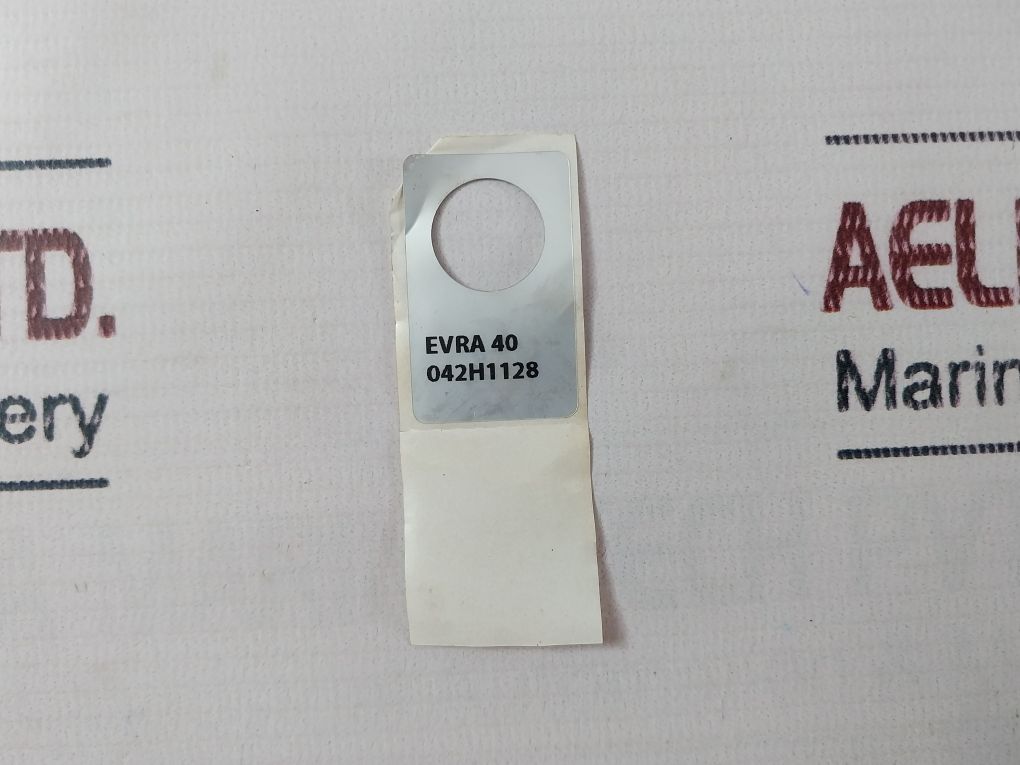 TD.
ery
EVRA 40
042H1128
AEL
Marin